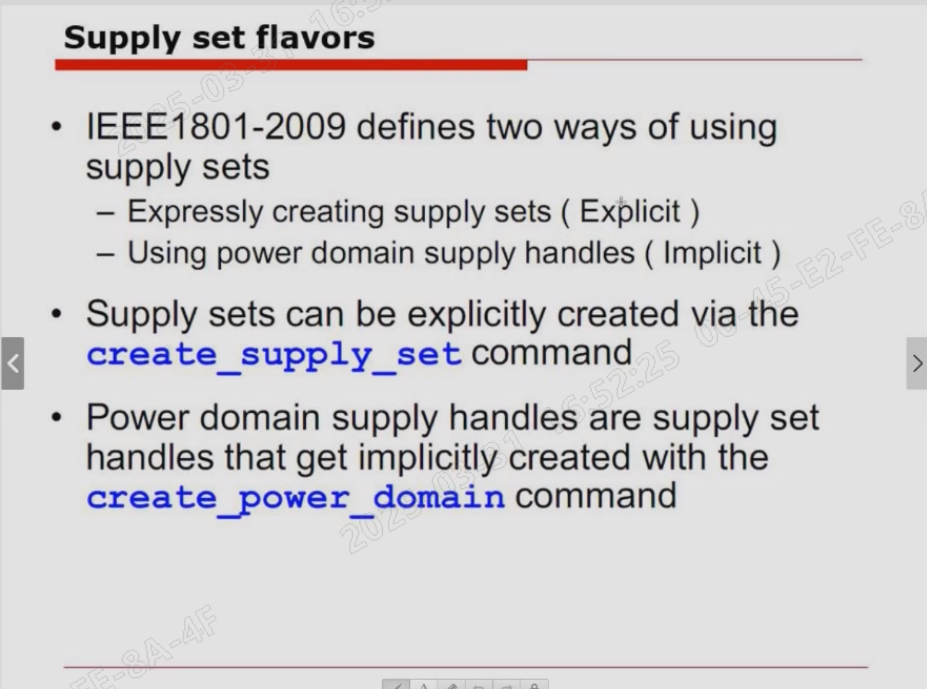 Supply set flavors
• IEEE1801-2009 defines two ways of using
supply sets
– Expressly creating supply sets ( Explicit )
– Using power domain supply handles ( Implicit )
• Supply sets can be explicitly created via the
create_supply_set command
• Power domain supply handles are supply set
handles that get implicitly created with the
create_power_domain command